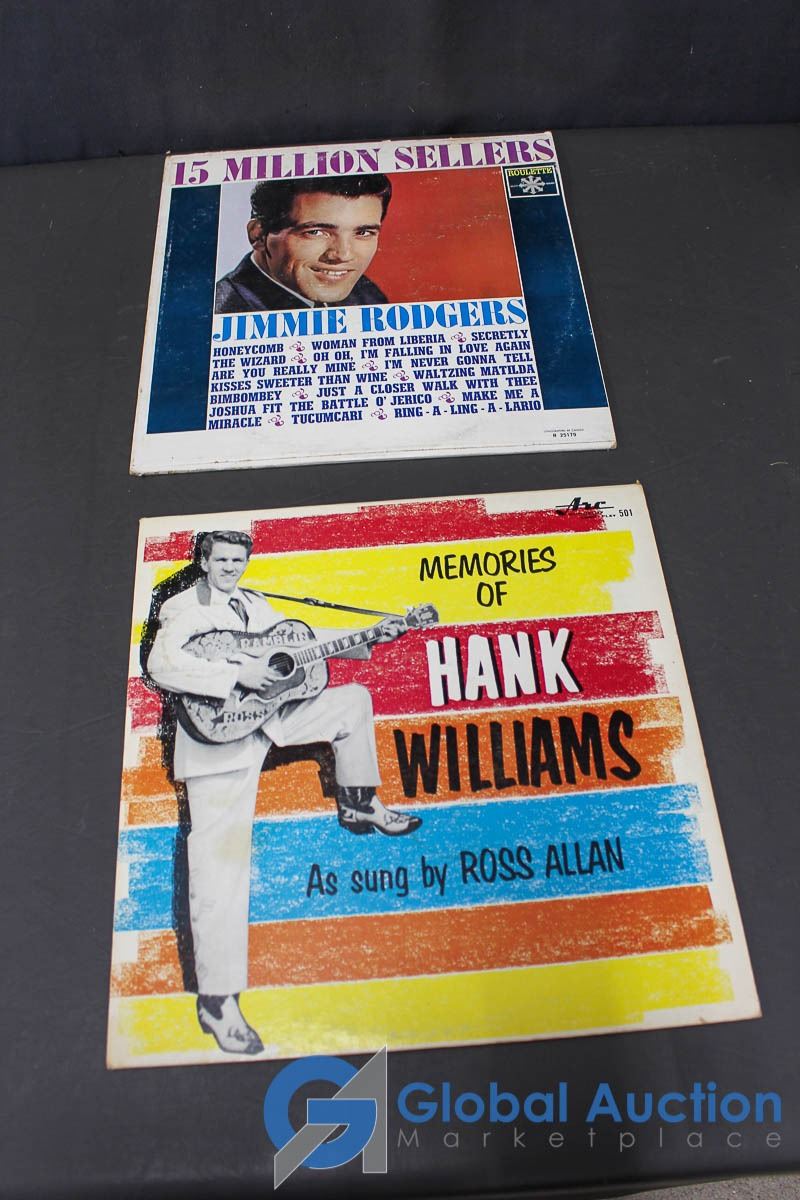 15 MILLION SELLERS
ROULETTE
JIMMIE RODGERS
HONEYCOMB WOMAN FROM LIBERIA SECRETLY
THE WIZARD OH OH, I'M FALLING IN LOVE AGAIN
ARE YOU REALLY MINE I'M NEVER GONNA TELL
KISSES SWEETER THAN WINE WALTZING MATILDA
BIMBOMBEY JUST A CLOSER WALK WITH THEE
JOSHUA FIT THE BATTLE O' JERICO MAKE ME A
MIRACLE TUCUMCARI RING-A-LING-A-LARIO
R 25179
Arc
501
MEMORIES
OF
HANK
WILLIAMS
As sung by ROSS ALLAN
RAMBLIN
ROSS
Global Auction
Marketplace